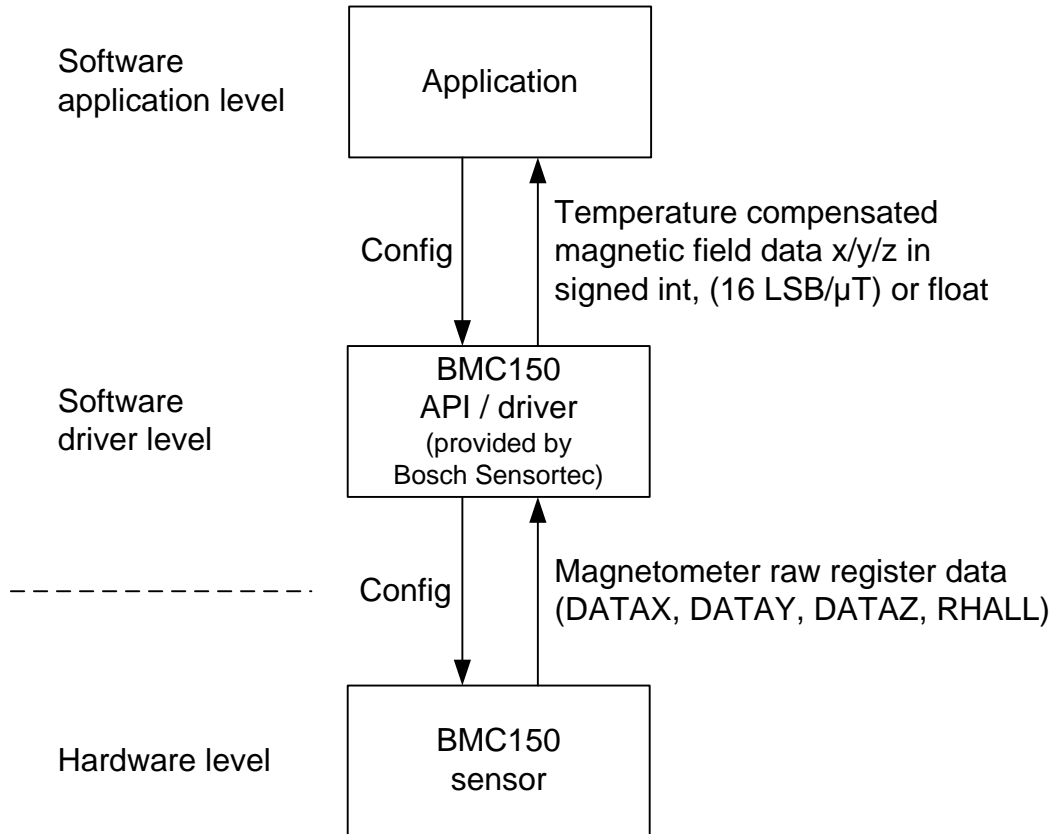 Software
application level
Application
Config
Temperature compensated
magnetic field data x/y/z in
signed int, (16 LSB/µT) or float
Software
driver level
BMC150
API / driver
(provided by
Bosch Sensortec)
Config
Magnetometer raw register data
(DATAX, DATAY, DATAZ, RHALL)
Hardware level
BMC150
sensor